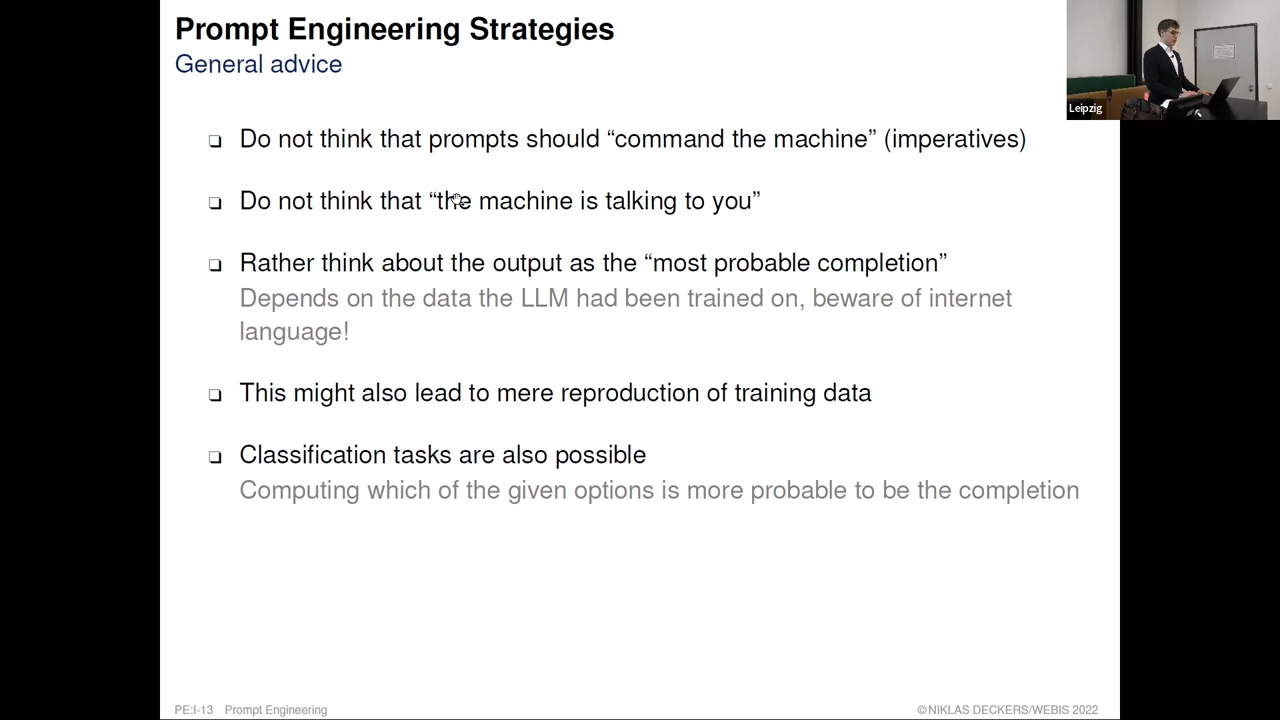 Prompt Engineering Strategies
General advice
Leipzig
❑ Do not think that prompts should “command the machine” (imperatives)
❑ Do not think that “the machine is talking to you”
❑ Rather think about the output as the “most probable completion”
Depends on the data the LLM had been trained on, beware of internet
language!
❑ This might also lead to mere reproduction of training data
❑ Classification tasks are also possible
Computing which of the given options is more probable to be the completion
PE:I-13 Prompt Engineering
©NIKLAS DECKERS/WEBIS 2022